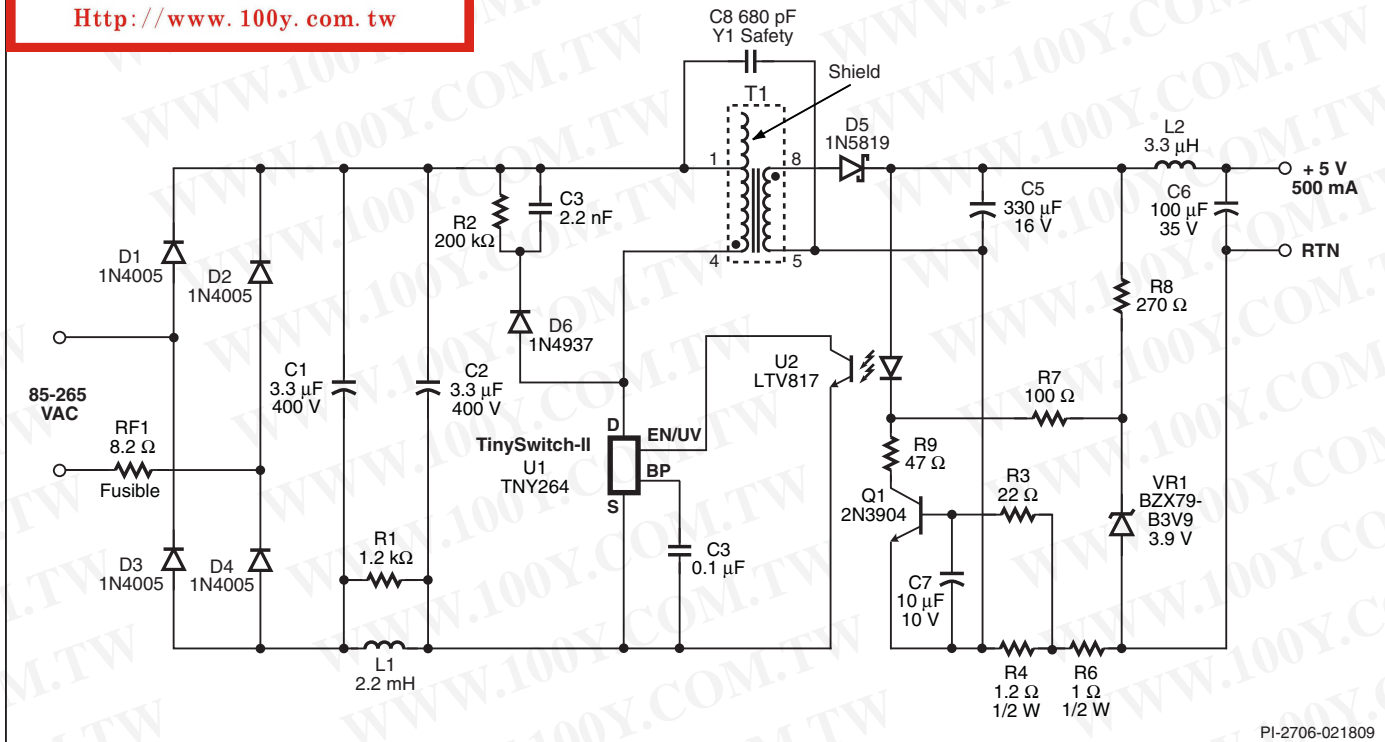 Http://www.100y.com.tw
C8 680 pF
Y1 Safety
Shield
T1
1
8
4
5
D5
1N5819
L2
3.3 µH
+ 5 V
500 mA
RTN
C5
330 µF
16 V
C6
100 µF
35 V
R2
200 kΩ
C3
2.2 nF
D1
1N4005
D2
1N4005
D6
1N4937
R8
270 Ω
85-265
VAC
C1
3.3 µF
400 V
C2
3.3 µF
400 V
U2
LTV817
R7
100 Ω
RF1
8.2 Ω
Fusible
TinySwitch-II
U1
TNY264
D
S
EN/UV
BP
R9
47 Ω
Q1
2N3904
R3
22 Ω
VR1
BZX79-
B3V9
3.9 V
D3
1N4005
D4
1N4005
R1
1.2 kΩ
C3
0.1 µF
C7
10 µF
10 V
L1
2.2 mH
R4
1.2 Ω
1/2 W
R6
1 Ω
1/2 W
PI-2706-021809
WWW.100Y.COM.TW